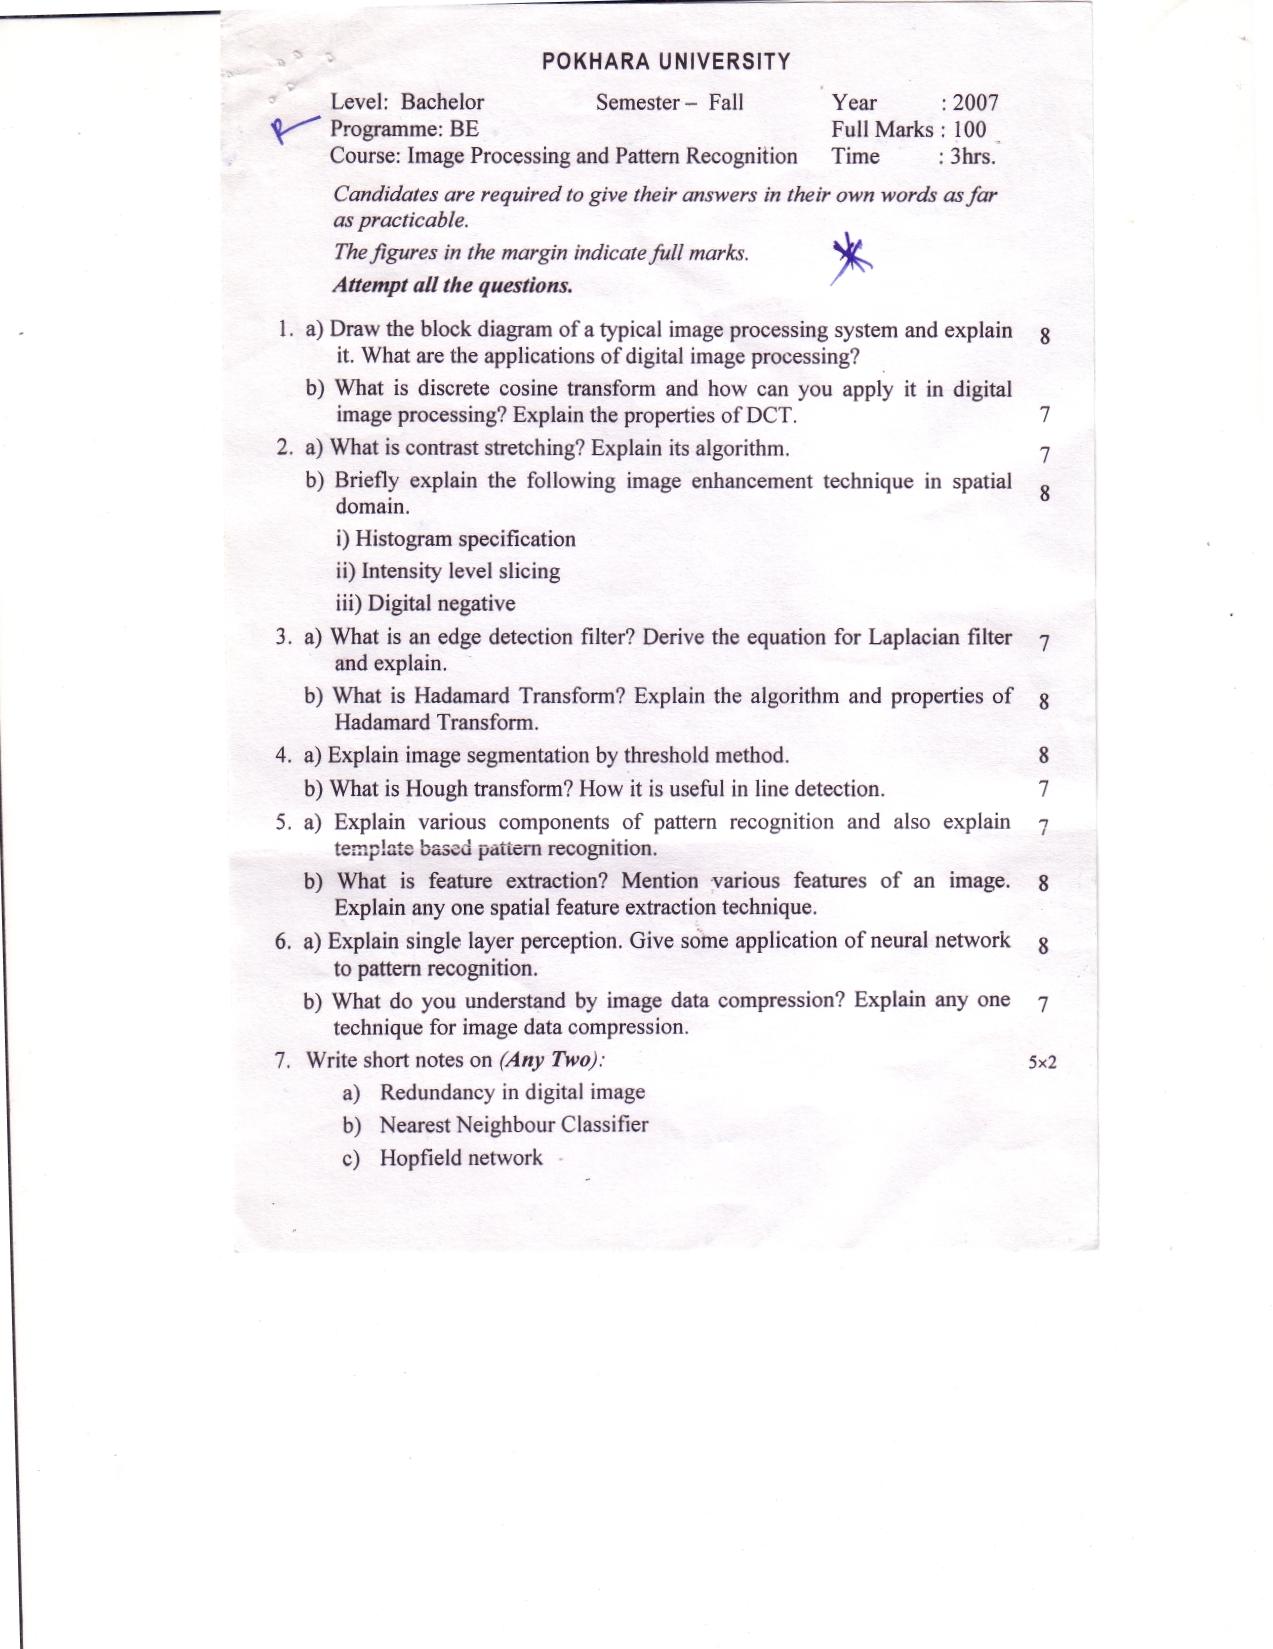 POKHARA UNIVERSITY
Level: Bachelor Semester – Fall Year : 2007
Programme: BE Full Marks : 100
Course: Image Processing and Pattern Recognition Time : 3hrs.
Candidates are required to give their answers in their own words as far
as practicable.
The figures in the margin indicate full marks.
Attempt all the questions.
1. a) Draw the block diagram of a typical image processing system and explain 8
it. What are the applications of digital image processing?
b) What is discrete cosine transform and how can you apply it in digital
image processing? Explain the properties of DCT. 7
2. a) What is contrast stretching? Explain its algorithm. 7
b) Briefly explain the following image enhancement technique in spatial 8
domain.
i) Histogram specification
ii) Intensity level slicing
iii) Digital negative
3. a) What is an edge detection filter? Derive the equation for Laplacian filter 7
and explain.
b) What is Hadamard Transform? Explain the algorithm and properties of 8
Hadamard Transform.
4. a) Explain image segmentation by threshold method. 8
b) What is Hough transform? How it is useful in line detection. 7
5. a) Explain various components of pattern recognition and also explain 7
template based pattern recognition.
b) What is feature extraction? Mention various features of an image. 8
Explain any one spatial feature extraction technique.
6. a) Explain single layer perception. Give some application of neural network 8
to pattern recognition.
b) What do you understand by image data compression? Explain any one 7
technique for image data compression.
7. Write short notes on (Any Two): 5×2
a) Redundancy in digital image
b) Nearest Neighbour Classifier
c) Hopfield network